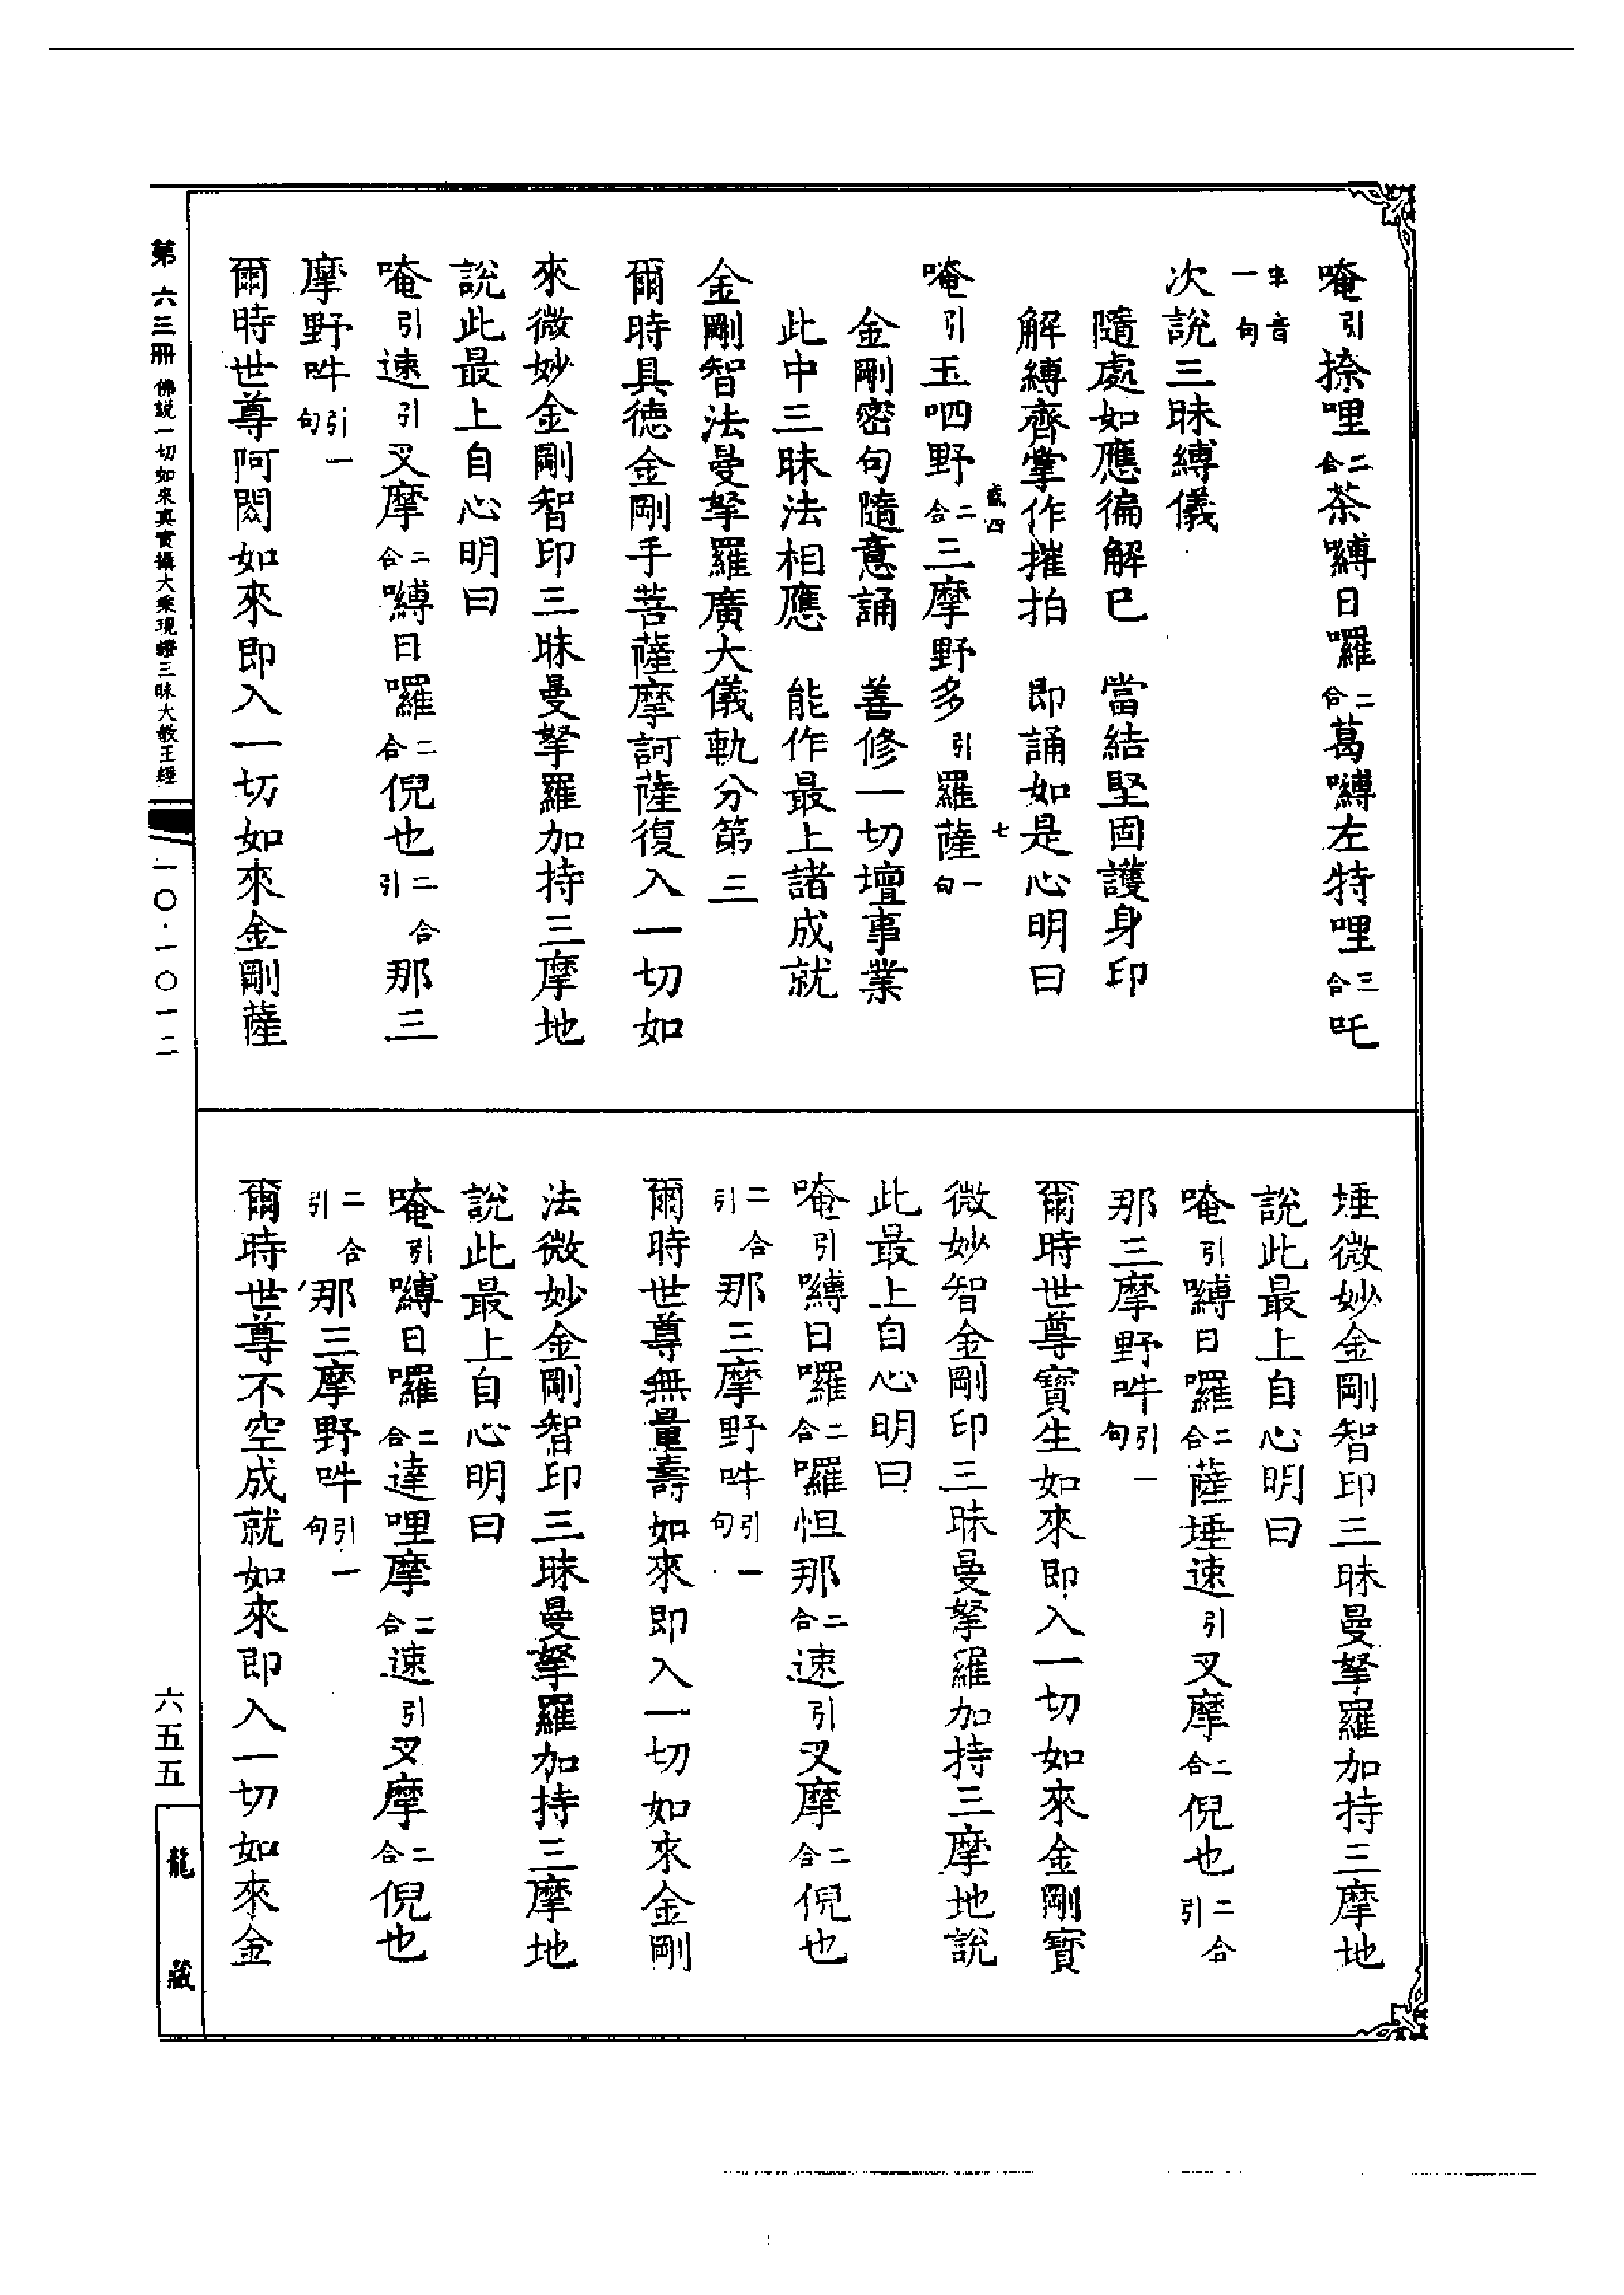 唵引捺哩二合茶嚩日囉二合葛嚩左特哩三合吒
半音一句
次說三昧縛儀
隨處如應徧解已　當結堅固護身印
解縛齊掌作摧拍　即誦如是心明曰
唵引玉呬野二合三摩野多引羅薩一句
金剛密句隨意誦　善修一切壇事業
此中三昧法相應　能作最上諸成就
金剛智法曼拏羅廣大儀軌分第三
爾時具德金剛手菩薩摩訶薩復入一切如
來微妙金剛智印三昧曼拏羅加持三摩地
說此最上自心明曰
唵引速引叉摩二合嚩日囉二合倪也二合引那三
摩野吽引一句
爾時世尊阿閦如來即入一切如來金剛薩
埵微妙金剛智印三昧曼拏羅加持三摩地
說此最上自心明曰
唵引嚩日囉二合薩埵速引叉摩二合倪也二合引
那三摩野吽引一句
爾時世尊寶生如來即入一切如來金剛寶
微妙智金剛印三昧曼拏羅加持三摩地說
此最上自心明曰
唵引嚩日囉二合囉怛那二合速引叉摩二合倪也
二合引那三摩野吽引一句
爾時世尊無量壽如來即入一切如來金剛
法微妙金剛智印三昧曼拏羅加持三摩地
說此最上自心明曰
唵引嚩日囉二合達哩摩二合速引叉摩二合倪也
二合引那三摩野吽引一句
爾時世尊不空成就如來即入一切如來金
第六三冊　佛說一切如來真實攝大乘現證三昧大教王經　一〇·一〇一二
六五五
龍藏